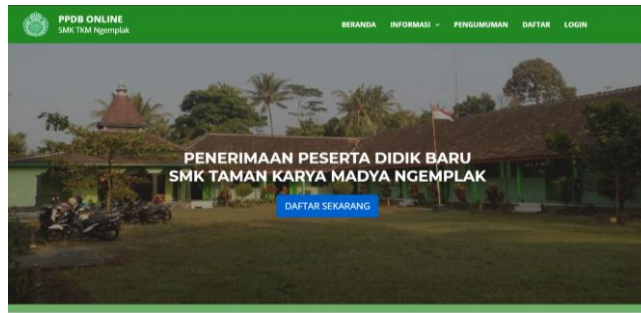 PPDB ONLINE
SMK TKM Ngemplak
BERANDA INFORMASI PENGUMUMAN DAFTAR LOGIN
PENERIMAAN PESERTA DIDIK BARU
SMK TAMAN KARYA MADYA NGEMPLAK
DAFTAR SEKARANG